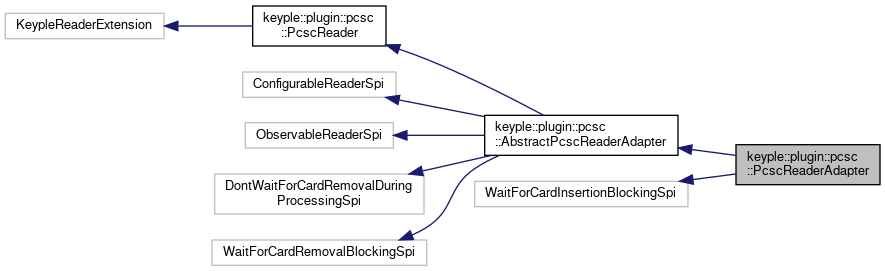 KeypleReaderExtension
keyple::plugin::pcsc
::PcscReader
ConfigurableReaderSpi
ObservableReaderSpi
keyple::plugin::pcsc
::AbstractPcscReaderAdapter
DontWaitForCardRemovalDuring
ProcessingSpi
WaitForCardInsertionBlockingSpi
keyple::plugin::pcsc
::PcscReaderAdapter
WaitForCardRemovalBlockingSpi